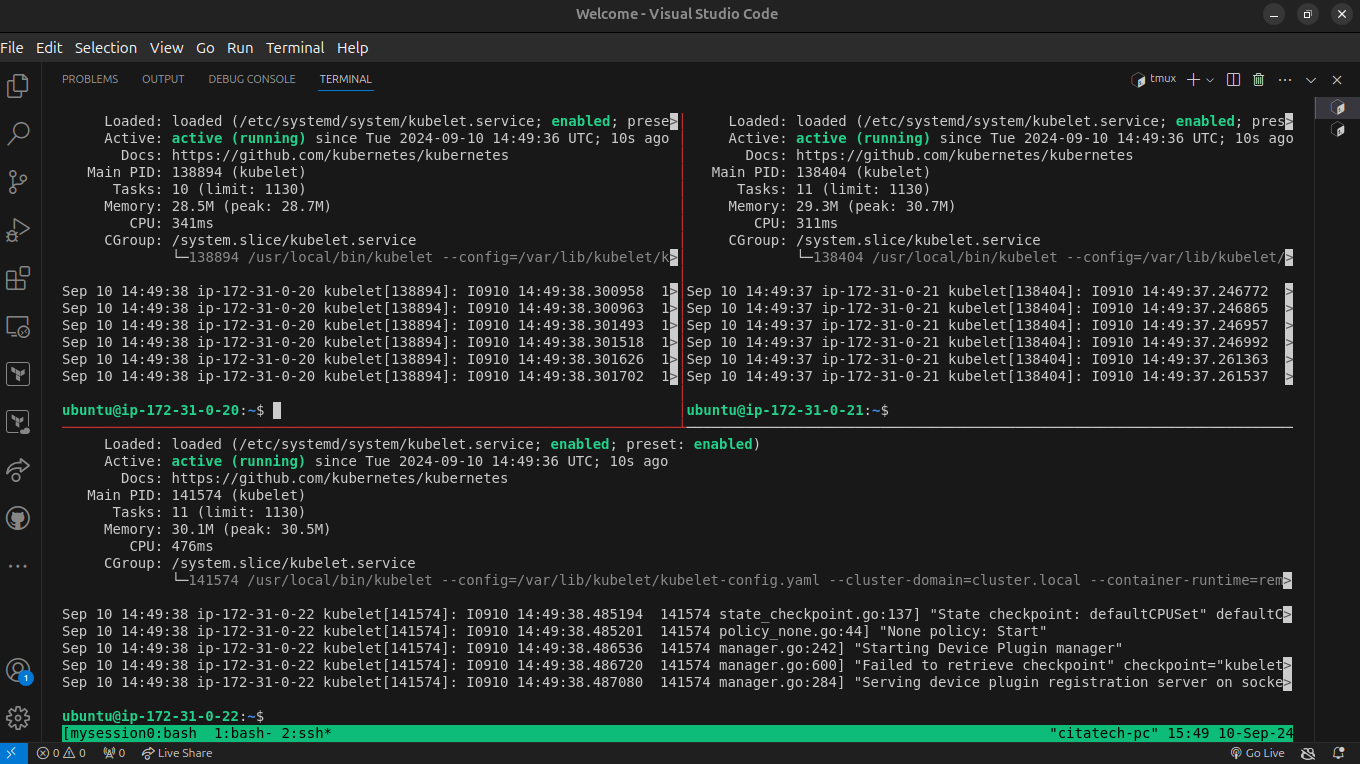 Welcome - Visual Studio Code
File Edit Selection View Go Run Terminal Help
PROBLEMS OUTPUT DEBUG CONSOLE TERMINAL
tmux
Loaded: loaded (/etc/systemd/system/kubelet.service; enabled; prese>
Active: active (running) since Tue 2024-09-10 14:49:36 UTC; 10s ago
Docs: https://github.com/kubernetes/kubernetes
Main PID: 138894 (kubelet)
Tasks: 10 (limit: 1130)
Memory: 28.5M (peak: 28.7M)
CPU: 341ms
CGroup: /system.slice/kubelet.service
└─138894 /usr/local/bin/kubelet --config=/var/lib/kubelet/k>
Sep 10 14:49:38 ip-172-31-0-20 kubelet[138894]: I0910 14:49:38.300958  1>
Sep 10 14:49:38 ip-172-31-0-20 kubelet[138894]: I0910 14:49:38.300963  1>
Sep 10 14:49:38 ip-172-31-0-20 kubelet[138894]: I0910 14:49:38.301493  1>
Sep 10 14:49:38 ip-172-31-0-20 kubelet[138894]: I0910 14:49:38.301518  1>
Sep 10 14:49:38 ip-172-31-0-20 kubelet[138894]: I0910 14:49:38.301626  1>
Sep 10 14:49:38 ip-172-31-0-20 kubelet[138894]: I0910 14:49:38.301702  1>
ubuntu@ip-172-31-0-20:~$
Loaded: loaded (/etc/systemd/system/kubelet.service; enabled; pres>
Active: active (running) since Tue 2024-09-10 14:49:36 UTC; 10s ago
Docs: https://github.com/kubernetes/kubernetes
Main PID: 138404 (kubelet)
Tasks: 11 (limit: 1130)
Memory: 29.3M (peak: 30.7M)
CPU: 311ms
CGroup: /system.slice/kubelet.service
└─138404 /usr/local/bin/kubelet --config=/var/lib/kubelet/>
Sep 10 14:49:37 ip-172-31-0-21 kubelet[138404]: I0910 14:49:37.246772  >
Sep 10 14:49:37 ip-172-31-0-21 kubelet[138404]: I0910 14:49:37.246865  >
Sep 10 14:49:37 ip-172-31-0-21 kubelet[138404]: I0910 14:49:37.246957  >
Sep 10 14:49:37 ip-172-31-0-21 kubelet[138404]: I0910 14:49:37.246992  >
Sep 10 14:49:37 ip-172-31-0-21 kubelet[138404]: I0910 14:49:37.261363  >
Sep 10 14:49:37 ip-172-31-0-21 kubelet[138404]: I0910 14:49:37.261537  >
ubuntu@ip-172-31-0-21:~$
Loaded: loaded (/etc/systemd/system/kubelet.service; enabled; preset: enabled)
Active: active (running) since Tue 2024-09-10 14:49:36 UTC; 10s ago
Docs: https://github.com/kubernetes/kubernetes
Main PID: 141574 (kubelet)
Tasks: 11 (limit: 1130)
Memory: 30.1M (peak: 30.5M)
CPU: 476ms
CGroup: /system.slice/kubelet.service
└─141574 /usr/local/bin/kubelet --config=/var/lib/kubelet/kubelet-config.yaml --cluster-domain=cluster.local --container-runtime=rem>
Sep 10 14:49:38 ip-172-31-0-22 kubelet[141574]: I0910 14:49:38.485194  141574 state_checkpoint.go:137] "State checkpoint: defaultCPUSet" defaultC>
Sep 10 14:49:38 ip-172-31-0-22 kubelet[141574]: I0910 14:49:38.485201  141574 policy_none.go:44] "None policy: Start"
Sep 10 14:49:38 ip-172-31-0-22 kubelet[141574]: I0910 14:49:38.486536  141574 manager.go:242] "Starting Device Plugin manager"
Sep 10 14:49:38 ip-172-31-0-22 kubelet[141574]: I0910 14:49:38.486720  141574 manager.go:600] "Failed to retrieve checkpoint" checkpoint="kubelet>
Sep 10 14:49:38 ip-172-31-0-22 kubelet[141574]: I0910 14:49:38.487080  141574 manager.go:284] "Serving device plugin registration server on socke>
ubuntu@ip-172-31-0-22:~$
[mysession0:bash  1:bash- 2:ssh* "citatech-pc" 15:49 10-Sep-24
1
0 0 0 Live Share Go Live